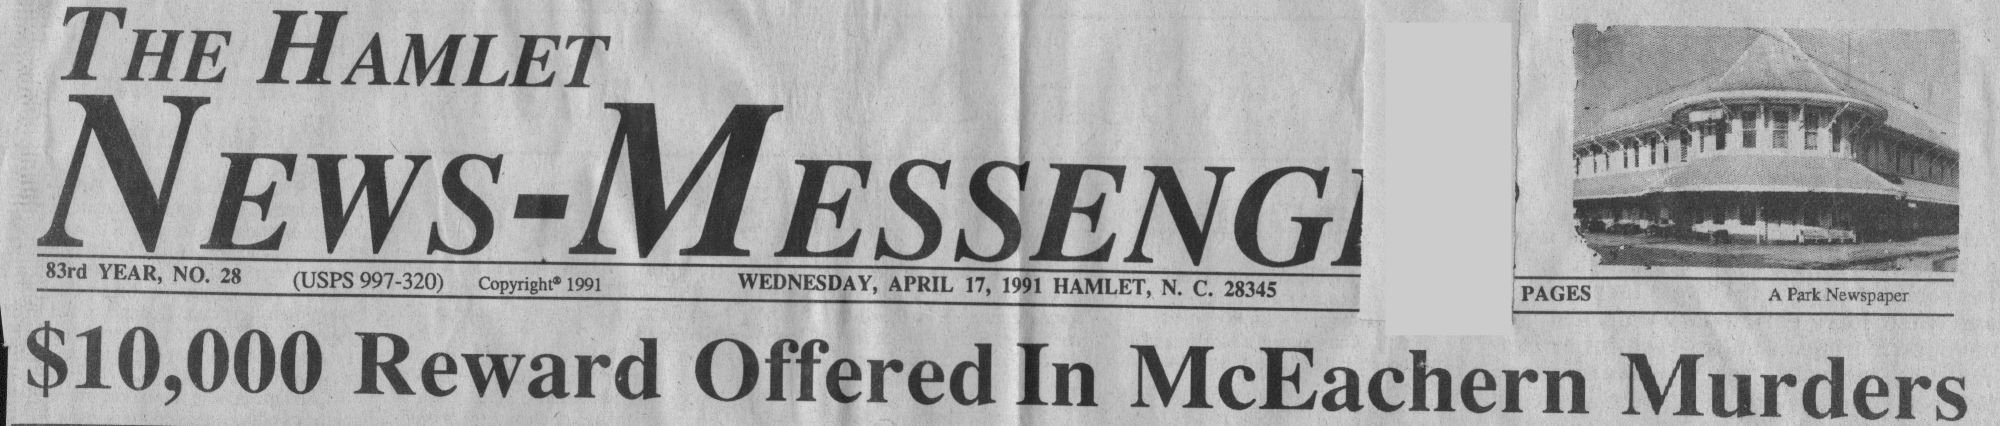 THE HAMLET
NEWS-MESSENG
83rd YEAR, NO. 28 (USPS 997-320) Copyright® 1991 WEDNESDAY, APRIL 17, 1991 HAMLET, N. C. 28345 PAGES A Park Newspaper
$10,000 Reward Offered In McEachern Murders